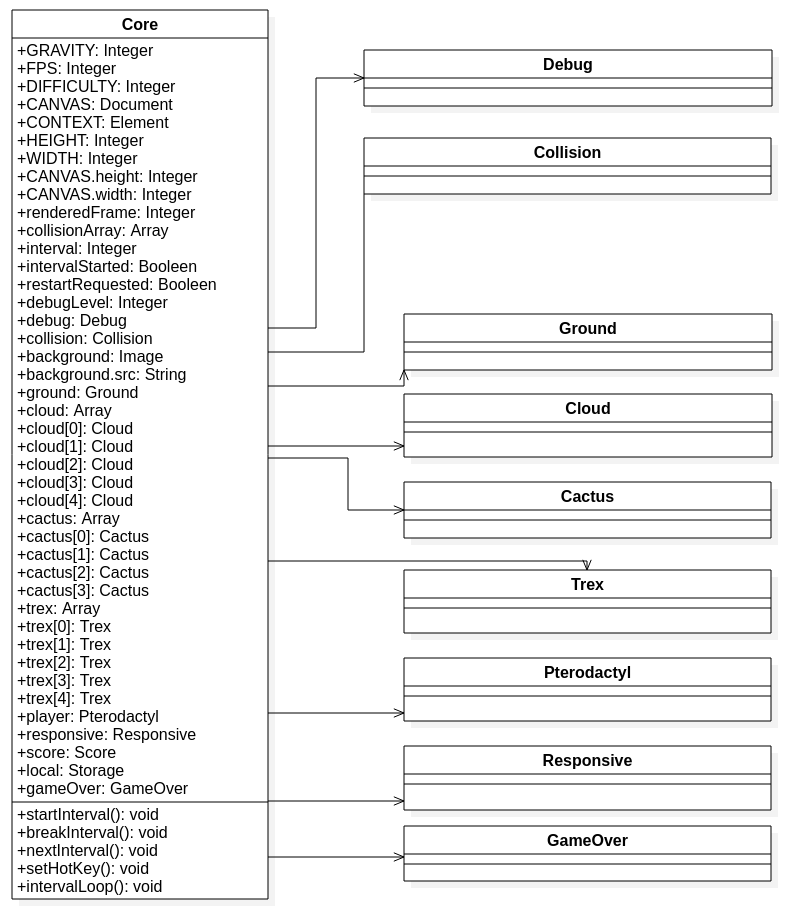 Core
+GRAVITY: Integer
+FPS: Integer
+DIFFICULTY: Integer
+CANVAS: Document
+CONTEXT: Element
+HEIGHT: Integer
+WIDTH: Integer
+CANVAS.height: Integer
+CANVAS.width: Integer
+renderedFrame: Integer
+collisionArray: Array
+interval: Integer
+intervalStarted: Booleen
+restartRequested: Booleen
+debugLevel: Integer
+debug: Debug
+collision: Collision
+background: Image
+background.src: String
+ground: Ground
+cloud: Array
+cloud[0]: Cloud
+cloud[1]: Cloud
+cloud[2]: Cloud
+cloud[3]: Cloud
+cloud[4]: Cloud
+cactus: Array
+cactus[0]: Cactus
+cactus[1]: Cactus
+cactus[2]: Cactus
+cactus[3]: Cactus
+trex: Array
+trex[0]: Trex
+trex[1]: Trex
+trex[2]: Trex
+trex[3]: Trex
+trex[4]: Trex
+player: Pterodactyl
+responsive: Responsive
+score: Score
+local: Storage
+gameOver: GameOver
+startInterval(): void
+breakInterval(): void
+nextInterval(): void
+setHotKey(): void
+intervalLoop(): void
Debug
Collision
Ground
Cloud
Cactus
Trex
Pterodactyl
Responsive
GameOver